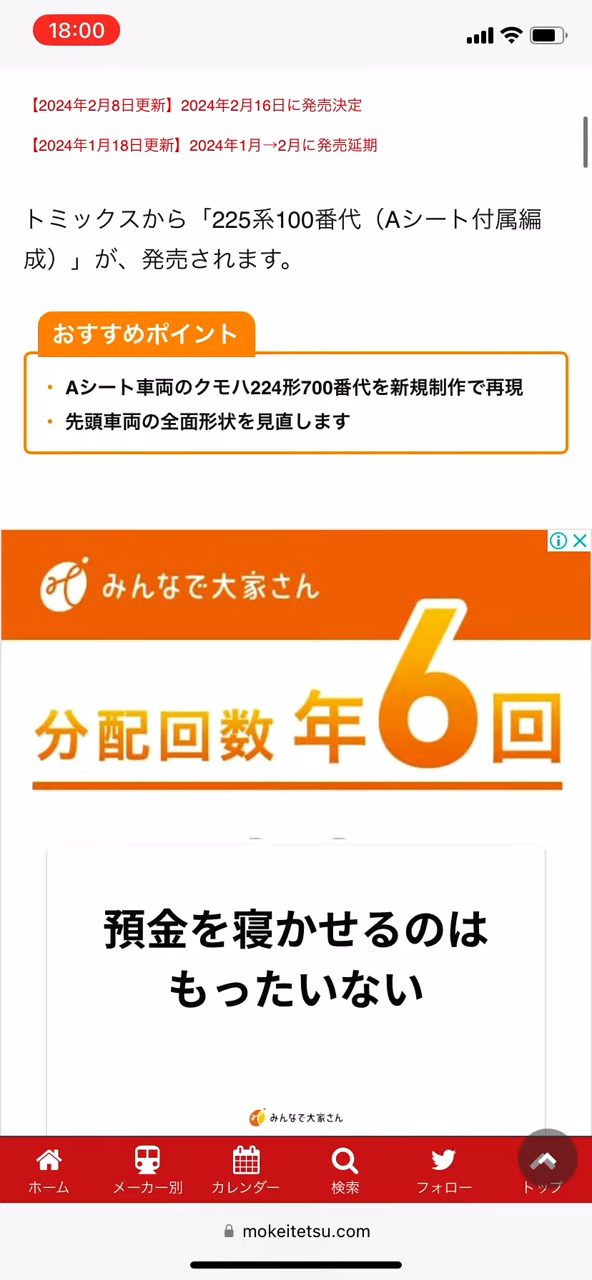 18:00
【2024年2月8日更新】2024年2月16日に発売決定
【2024年1月18日更新】2024年1月→2月に発売延期
トミックスから「225系100番代（Aシート付属編
成）」が、発売されます。
おすすめポイント
・ Aシート車両のクモハ224形700番代を新規制作で再現
・ 先頭車両の全面形状を見直します
みんなで大家さん
分配回数 年6回
預金を寝かせるのは
もったいない
みんなで大家さん
ホーム メーカー別 カレンダー 検索 フォロー トップ
mokeitetsu.com